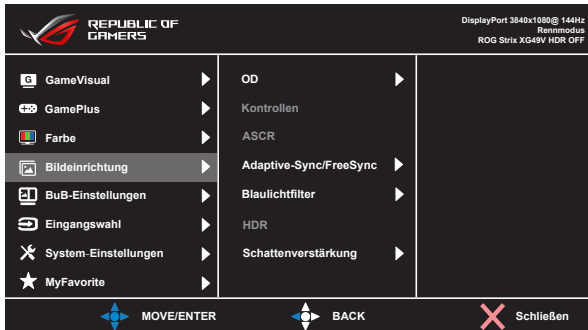 REPUBLIC OF
GAMERS
DisplayPort 3840x1080@ 144Hz
Rennmodus
ROG Strix XG49V HDR OFF
G GameVisual
GamePlus
Farbe
Bildeinrichtung
BuB-Einstellungen
Eingangswahl
System-Einstellungen
MyFavorite
OD
Kontrollen
ASCR
Adaptive-Sync/FreeSync
Blaulichtfilter
HDR
Schattenverstärkung
MOVE/ENTER
BACK
Schließen